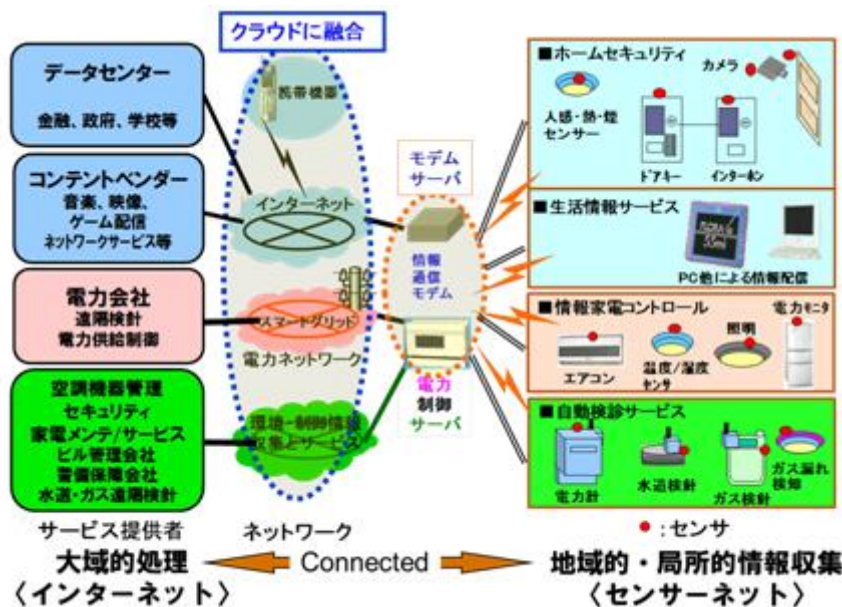 クラウドに融合
データセンター
金融、政府、学校等
コンテントベンダー
音楽、映像、
ゲーム配信
ネットワークサービス等
電力会社
遠隔検針
電力供給制御
空調機器管理
セキュリティ
家電メンテ/サービス
ビル管理会社
警備保障会社
水道・ガス遠隔検針
サービス提供者
携帯機器
インターネット
スマートグリッド
電力ネットワーク
環境・制御情報
収集とサービス
ネットワーク
モデム
サーバ
情報
通信
モデム
電力
制御
サーバ
■ホームセキュリティ
カメラ
人感・熱・煙
センサー
ドアキー
インターホン
■生活情報サービス
PC他による情報配信
■情報家電コントロール
電力モニタ
エアコン
温度/湿度
センサ
照明
■自動検診サービス
電力計
水道検針
ガス検針
ガス漏れ
検知
●:センサ
大域的処理
〈インターネット〉
Connected
地域的・局所的情報収集
〈センサーネット〉